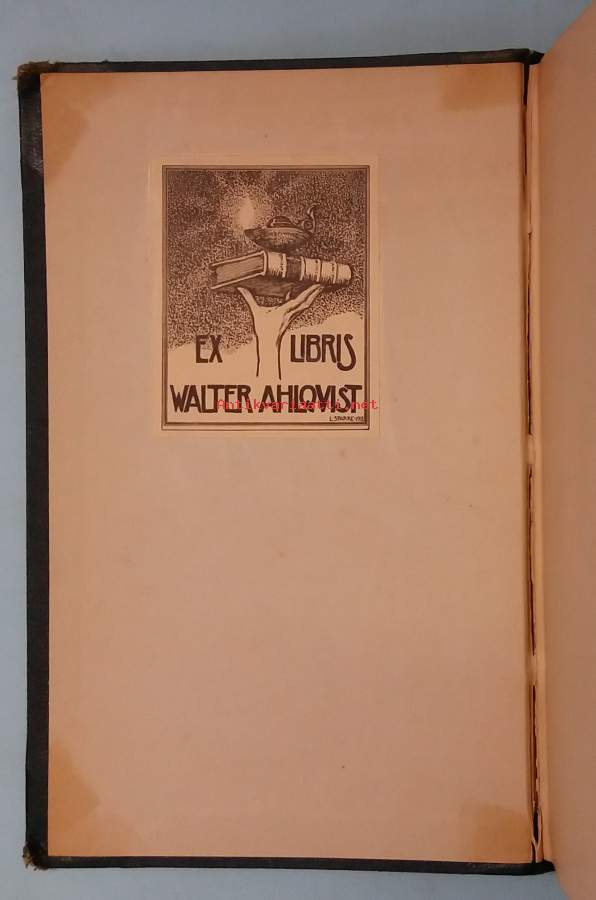 EX LIBRIS
WALTER AHLQVIST
Antikvariaatti.net